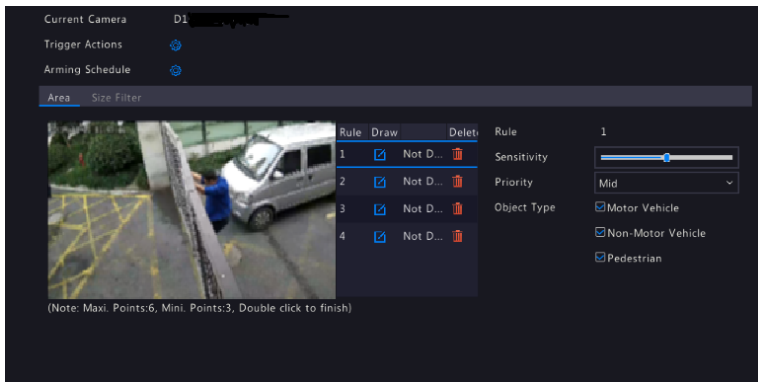 Current Camera D1
Trigger Actions
Arming Schedule
Area Size Filter
Rule Draw Delet
1 Not D...
2 Not D...
3 Not D...
4 Not D...
Rule 1
Sensitivity
Priority Mid
Object Type Motor Vehicle
Non-Motor Vehicle
Pedestrian
(Note: Maxi. Points:6, Mini. Points:3, Double click to finish)